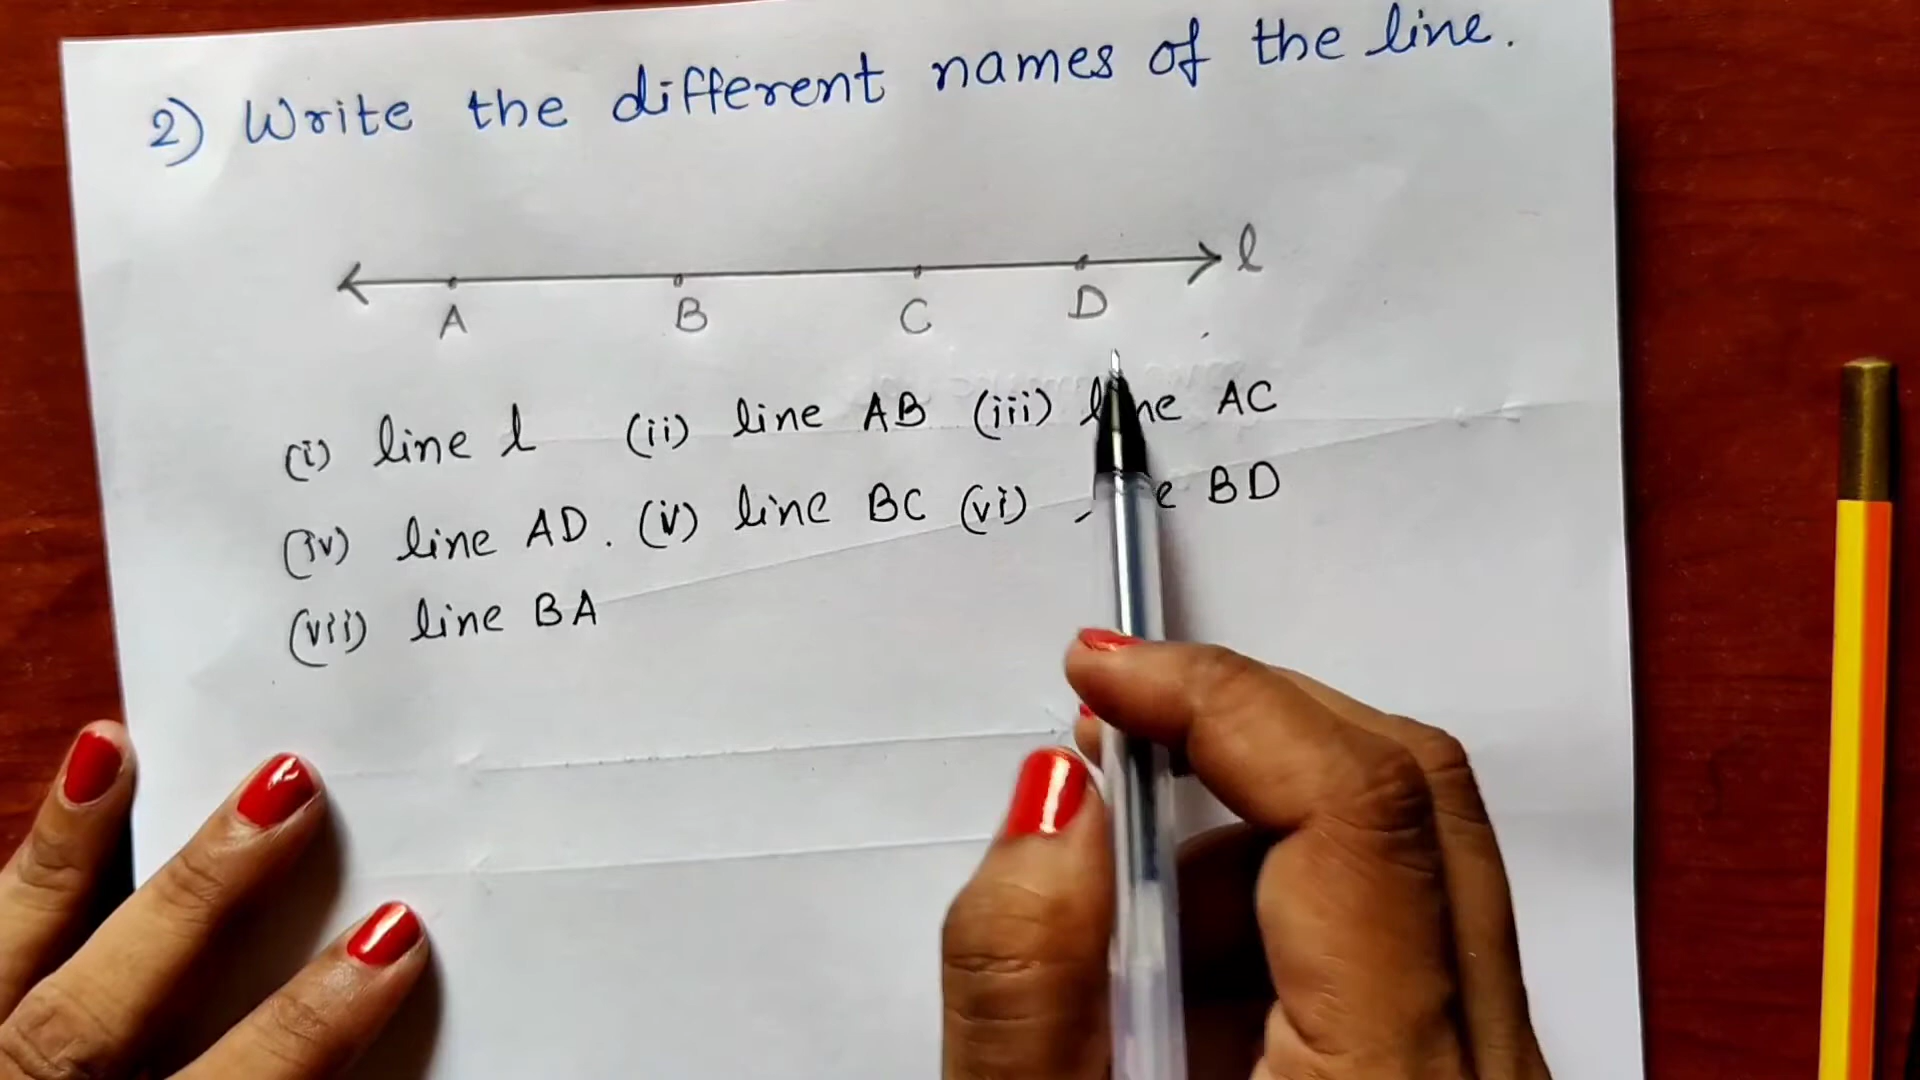 2) Write the different names of the line.
l
A B C D
(i) line l (ii) line AB (iii) line AC
(iv) line AD. (v) line BC (vi) BD
(vii) line BA